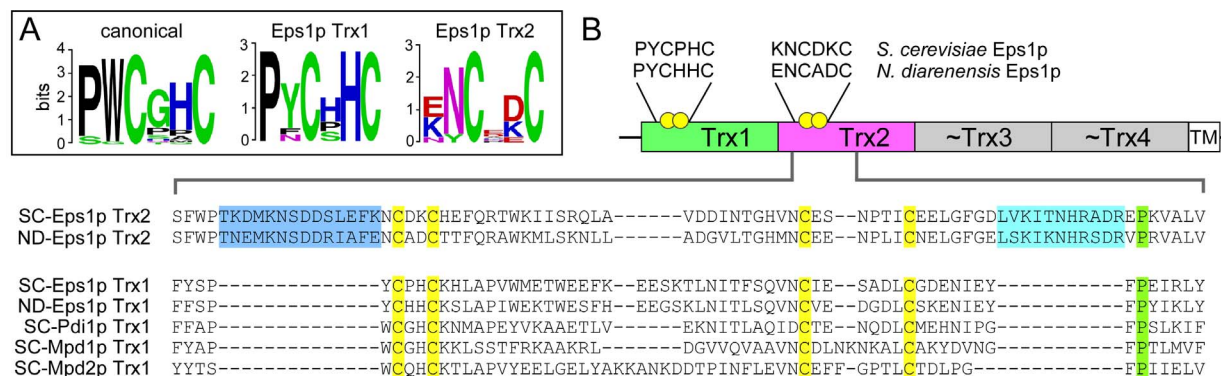 A
canonical
Eps1p Trx1
Eps1p Trx2
bits
4
3
2
1
0
3
2
1
0
3
2
1
0
B
PYCPHC KNCDKC S. cerevisiae Eps1p
PYCHHC ENCADC N. diarenensis Eps1p
Trx1 Trx2 ~Trx3 ~Trx4 TM
SC-Eps1p Trx2 SFWPTKDMKNSDDSLEFKNCDKCHEFQRTWKIISRQLA------VDDINTGHVNCES--NPTICEELGFGDLVKITNHRADREPKVALV
ND-Eps1p Trx2 SFWPTNEMKNSDDRIAFENCADCTTFQRAWKMLSKNLL------ADGVLTGHMNCEE--NPLICNELGFGELSKIKNHRSDRVPRVALV
SC-Eps1p Trx1 FYSP--------------YCPHCKHLAPVWMETWEEFK--EESKTLNITFSQVNCIE--SADLCGDENIEY-----------FPEIRLY
ND-Eps1p Trx1 FFSP--------------YCHHCKSLAPIWEKTWESFH--EEGSKLNITLSQVNCVE--DGDLCSKENIEY-----------FPYIKLY
SC-Pdi1p Trx1 FFAP--------------WCGHCKNMAPEYVKAAETLV------EKNITLAQIDCTE--NQDLCMEHNIPG-----------FPSLKIF
SC-Mpd1p Trx1 FYAP--------------WCGHCKKLSSTFRKAAKRL-----DGVVQVAAVNCDLNKNKALCAKYDVNG-----------FPTLMVF
SC-Mpd2p Trx1 YYTS--------------WCQHCKTLKPVYEELGELYAKKANKDDTPINFLEVNCEFF-GPTLCTDLPG-----------FPIIELV